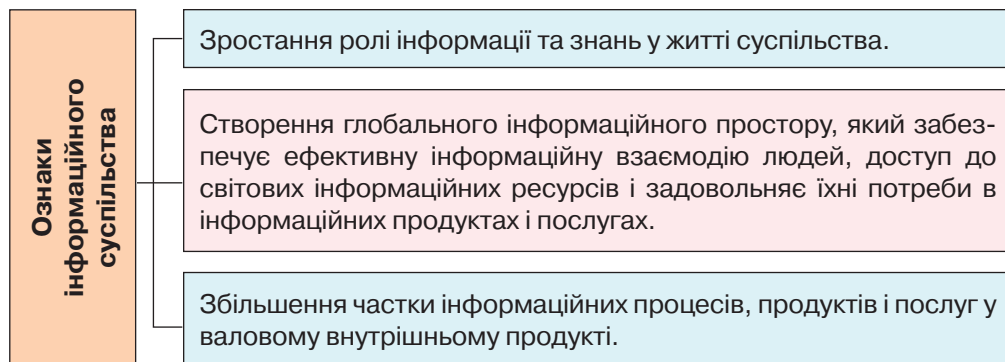 Ознаки
інформаційного
суспільства
Зростання ролі інформації та знань у житті суспільства.
Створення глобального інформаційного простору, який забез-
печує ефективну інформаційну взаємодію людей, доступ до
світових інформаційних ресурсів і задовольняє їхні потреби в
інформаційних продуктах і послугах.
Збільшення частки інформаційних процесів, продуктів і послуг у
валовому внутрішньому продукті.